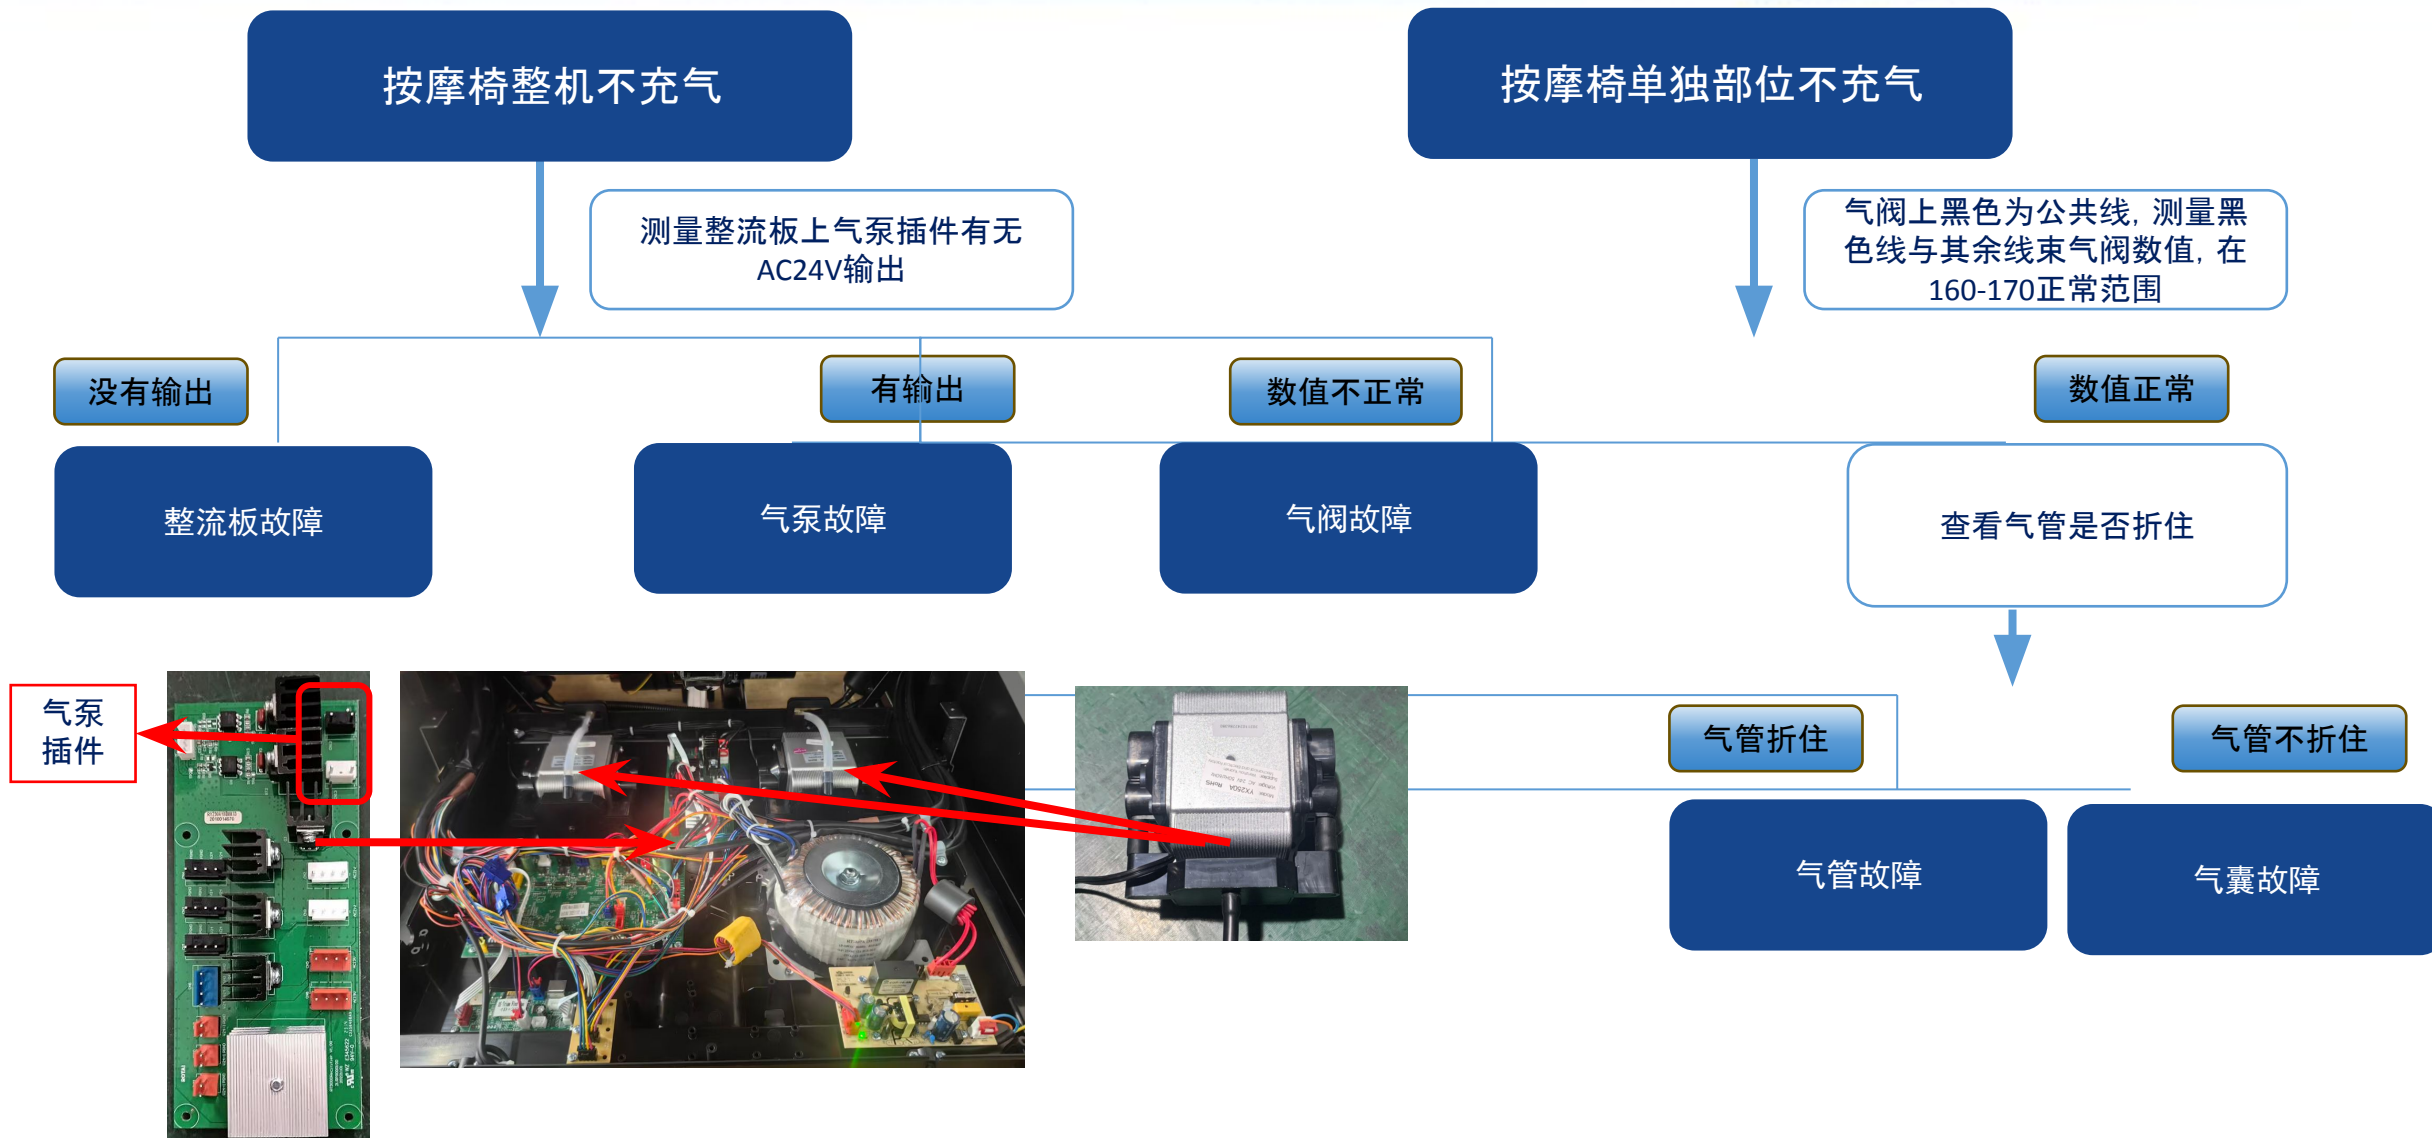 按摩椅整机不充气
按摩椅单独部位不充气
测量整流板上气泵插件有无
AC24V输出
气阀上黑色为公共线, 测量黑
色线与其余线束气阀数值, 在
160-170正常范围
没有输出
有输出
数值不正常
数值正常
整流板故障
气泵故障
气阀故障
查看气管是否折住
气泵
插件
气管折住
气管不折住
气管故障
气囊故障